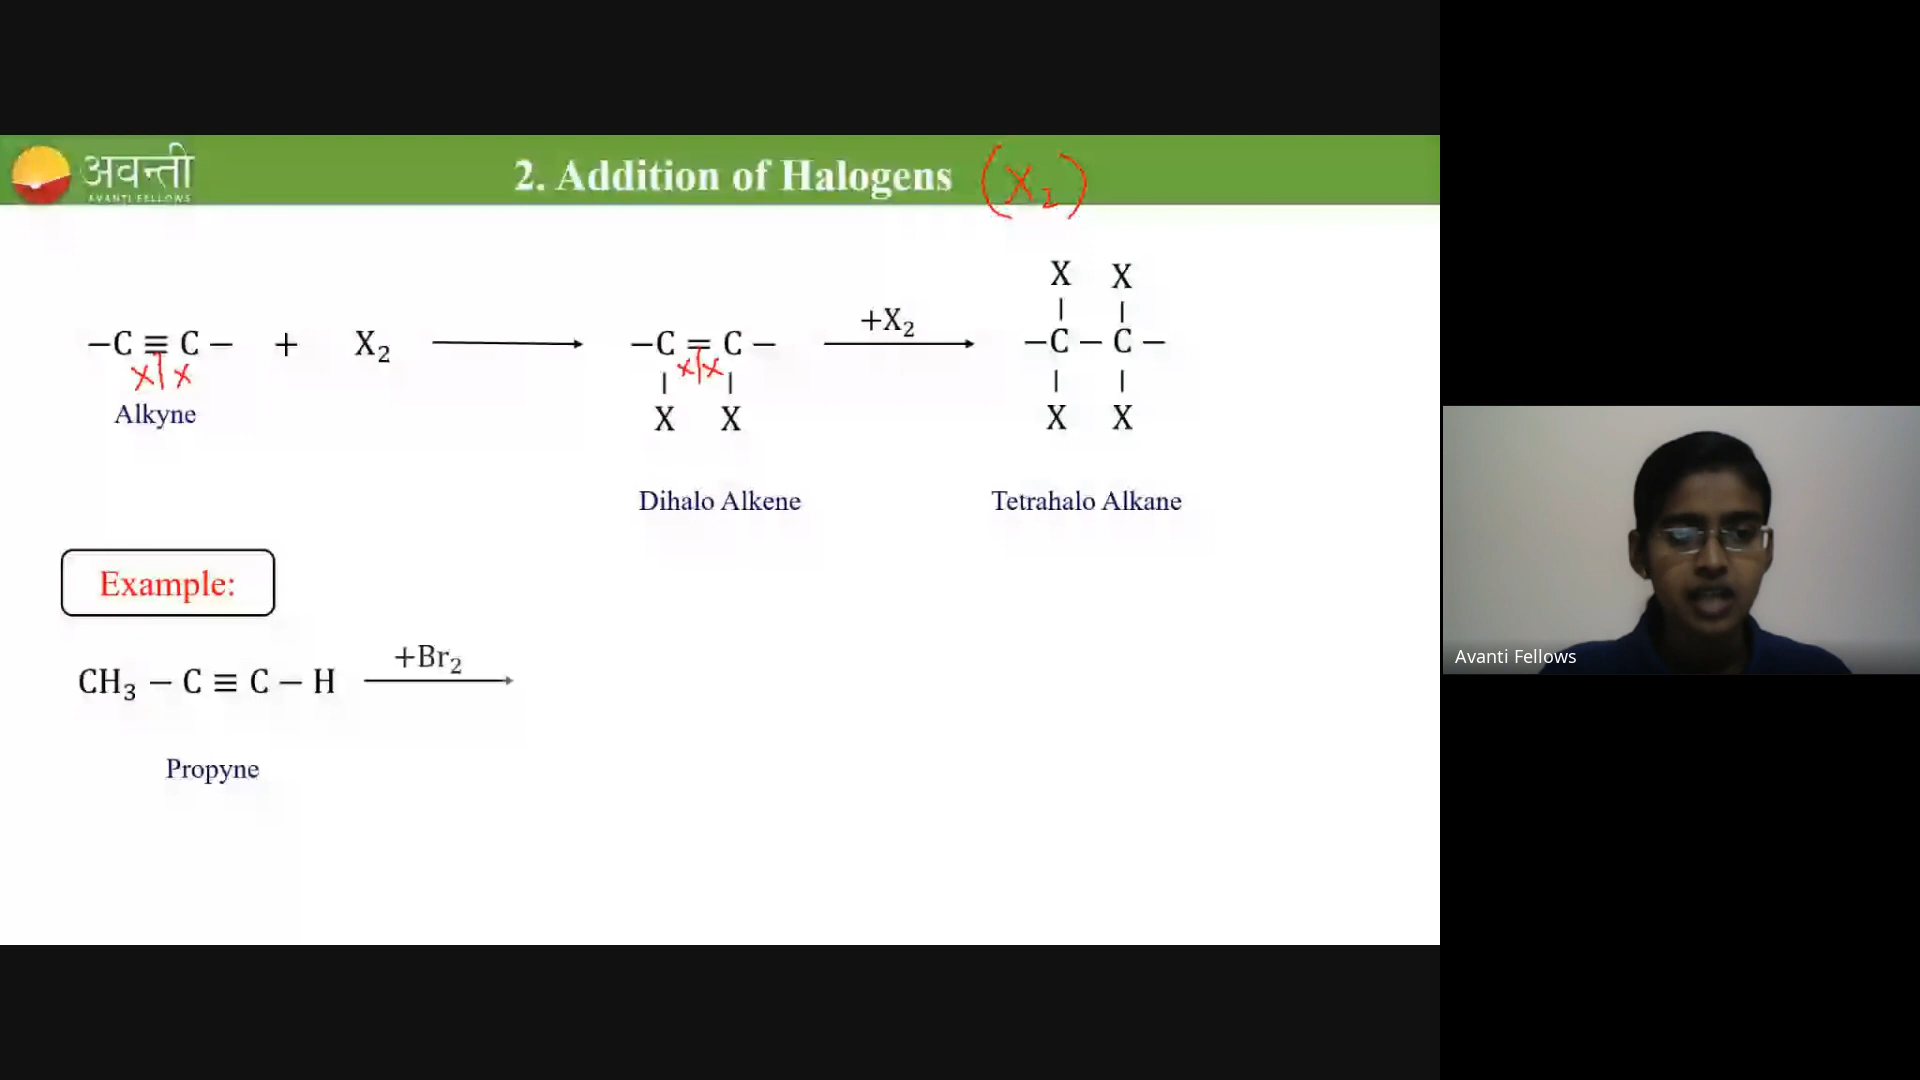 अवन्ती
AVANTI FELLOWS
2. Addition of Halogens (X₂)
−C ≡ C − + X₂ ⟶ −C = C − +X₂ ⟶ −C − C −
X X
X X
X X
X X
X X
X X
Alkyne
Dihalo Alkene
Tetrahalo Alkane
Example:
CH₃ − C ≡ C − H +Br₂ ⟶
Propyne
Avanti Fellows